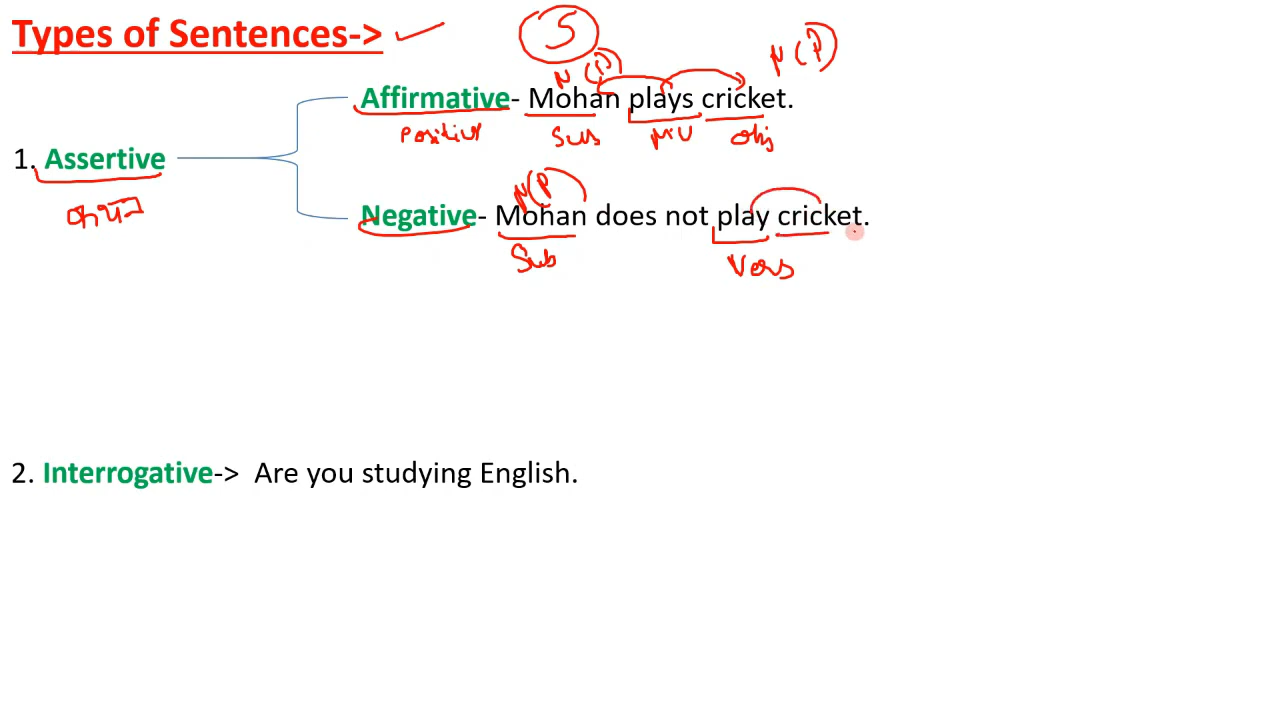 Types of Sentences->
S
N (P)
N (P)
Affirmative- Mohan plays cricket.
Positive Sub MV Obj
1. Assertive
N(P)
Negative- Mohan does not play cricket.
Sub Verb
2. Interrogative-> Are you studying English.